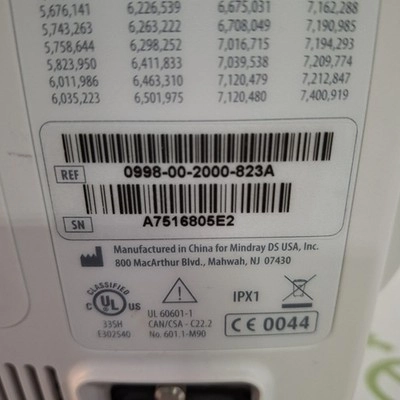 5,676,141 6,226,539 6,675,031 7,162,288
5,743,263 6,263,222 6,708,049 7,190,985
5,758,644 6,298,252 7,016,715 7,194,293
5,823,950 6,411,833 7,039,538 7,209,774
6,011,986 6,463,310 7,120,479 7,212,847
6,035,223 6,501,975 7,120,480 7,400,919
REF 0998-00-2000-823A
SN A7516805E2
Manufactured in China for Mindray DS USA, Inc.
800 MacArthur Blvd., Mahwah, NJ 07430
CLASSIFIED
C UL US
335H
E302540
UL 60601-1
CAN/CSA - C22.2
No. 601.1-M90
IPX1
CE 0044